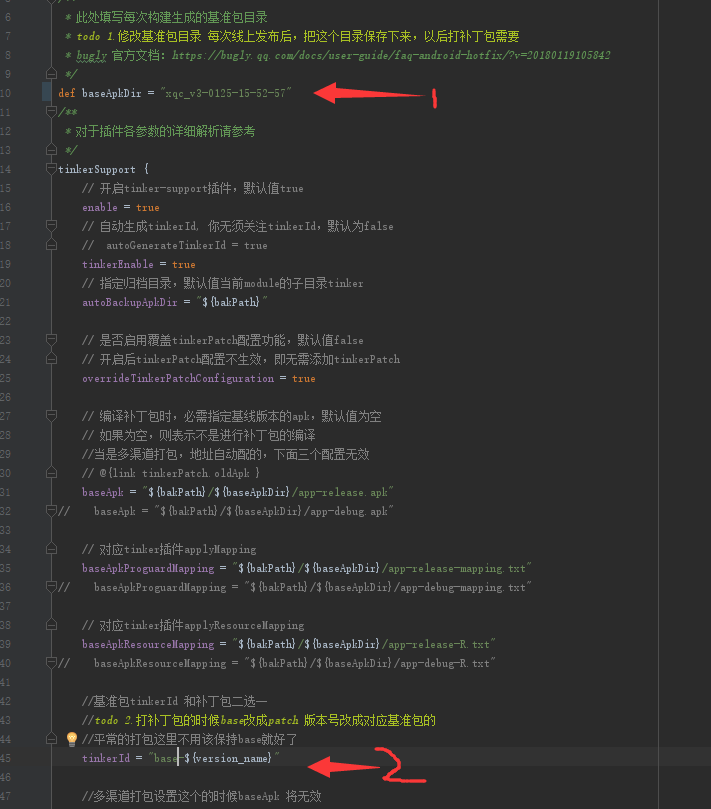 6 * 此处填写每次构建生成的基准包目录
7 * todo 1.修改基准包目录 每次线上发布后，把这个目录保存下来，以后打补丁包需要
8 * bugly 官方文档：https://bugly.qq.com/docs/user-guide/faq-android-hotfix/?v=20180119105842
9 */
10 def baseApkDir = "xqc_v3-0125-15-52-57"
1
11 /**
12 * 对于插件各参数的详细解析请参考
13 */
14 tinkerSupport {
15 // 开启tinker-support插件，默认值true
16 enable = true
17 // 自动生成tinkerId, 你无须关注tinkerId，默认为false
18 // autoGenerateTinkerId = true
19 tinkerEnable = true
20 // 指定归档目录，默认值当前module的子目录tinker
21 autoBackupApkDir = "${bakPath}"
22
23 // 是否启用覆盖tinkerPatch配置功能，默认值false
24 // 开启后tinkerPatch配置不生效，即无需添加tinkerPatch
25 overrideTinkerPatchConfiguration = true
26
27 // 编译补丁包时，必需指定基线版本的apk，默认值为空
28 // 如果为空，则表示不是进行补丁包的编译
29 //当是多渠道打包，地址自动配的，下面三个配置无效
30 // @{link tinkerPatch.oldApk }
31 baseApk = "${bakPath}/${baseApkDir}/app-release.apk"
32 // baseApk = "${bakPath}/${baseApkDir}/app-debug.apk"
33
34 // 对应tinker插件applyMapping
35 baseApkProguardMapping = "${bakPath}/${baseApkDir}/app-release-mapping.txt"
36 // baseApkProguardMapping = "${bakPath}/${baseApkDir}/app-debug-mapping.txt"
37
38 // 对应tinker插件applyResourceMapping
39 baseApkResourceMapping = "${bakPath}/${baseApkDir}/app-release-R.txt"
40 // baseApkResourceMapping = "${bakPath}/${baseApkDir}/app-debug-R.txt"
41
42 //基准包tinkerId 和补丁包二选一
43 //todo 2.打补丁包的时候base改成patch 版本号改成对应基准包的
44 //平常的打包这里不用该保持base就好了
45 tinkerId = "base-${version_name}"
2
46
47 //多渠道打包设置这个的时候baseApk 将无效